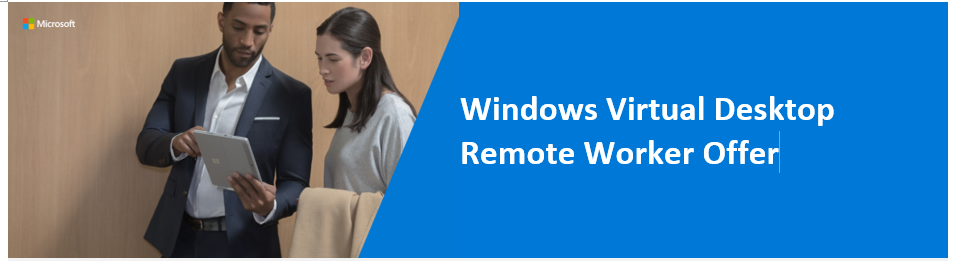 Microsoft
Windows Virtual Desktop
Remote Worker Offer